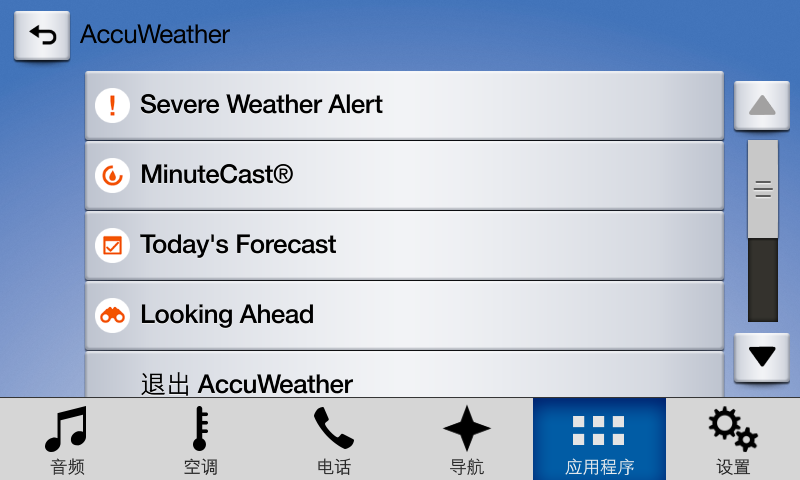 AccuWeather
Severe Weather Alert
MinuteCast®
Today's Forecast
Looking Ahead
退出 AccuWeather
音频 空调 电话 导航 应用程序 设置